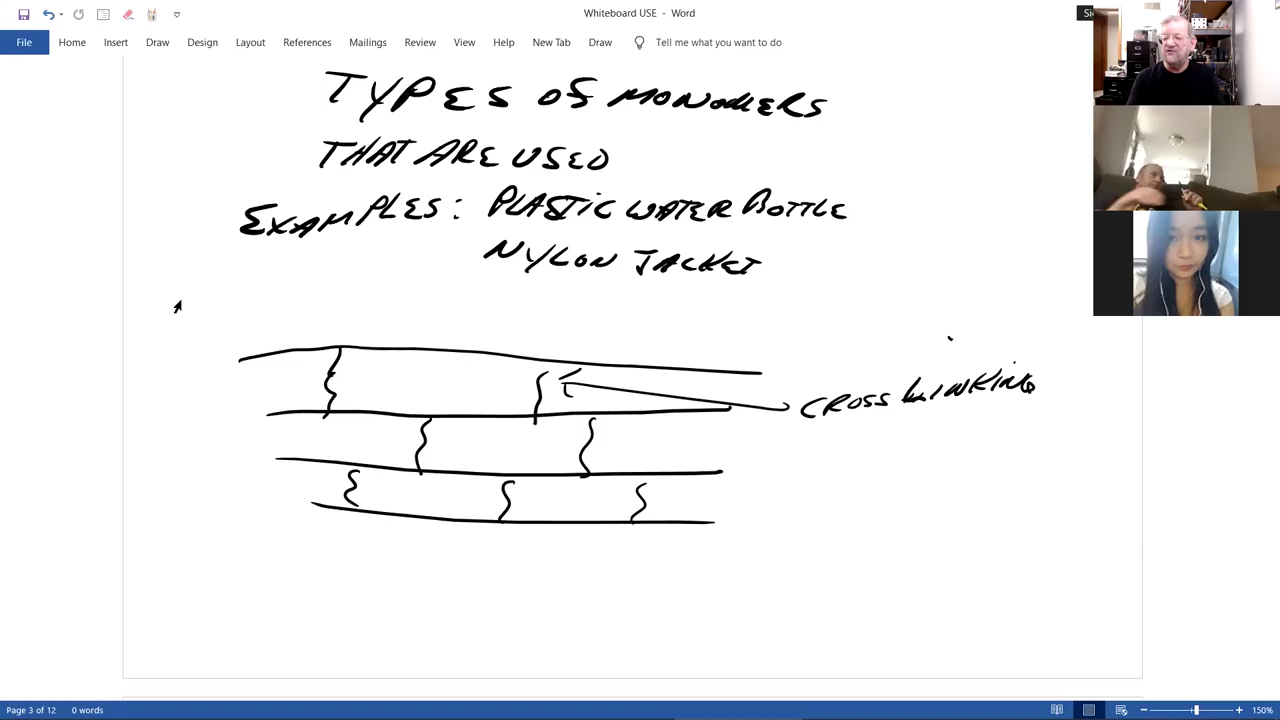 Whiteboard USE - Word
Si
File Home Insert Draw Design Layout References Mailings Review View Help New Tab Draw Tell me what you want to do
TYPES OF MONOMERS
THAT ARE USED
EXAMPLES: PLASTIC WATER BOTTLE
NYLON JACKET
CROSS LINKING
Page 3 of 12 0 words 150%